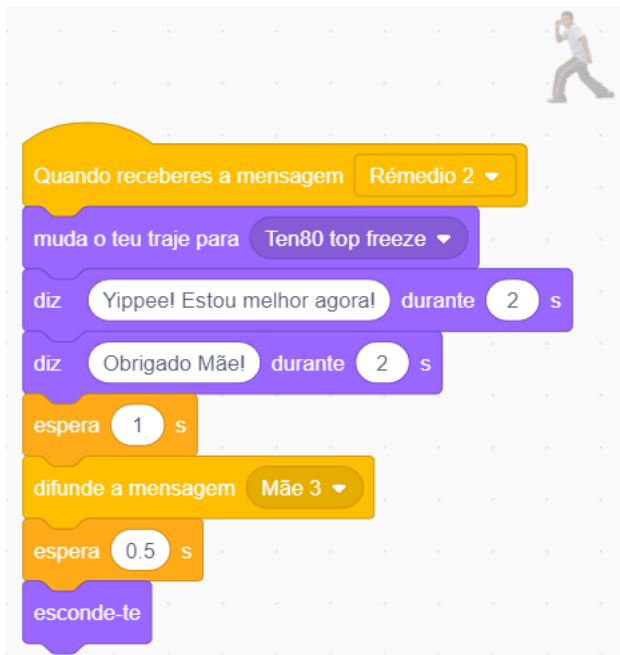 Quando receberes a mensagem Rémedio 2
muda o teu traje para Ten80 top freeze
diz Yippee! Estou melhor agora! durante 2 s
diz Obrigado Mãe! durante 2 s
espera 1 s
difunde a mensagem Mãe 3
espera 0.5 s
esconde-te